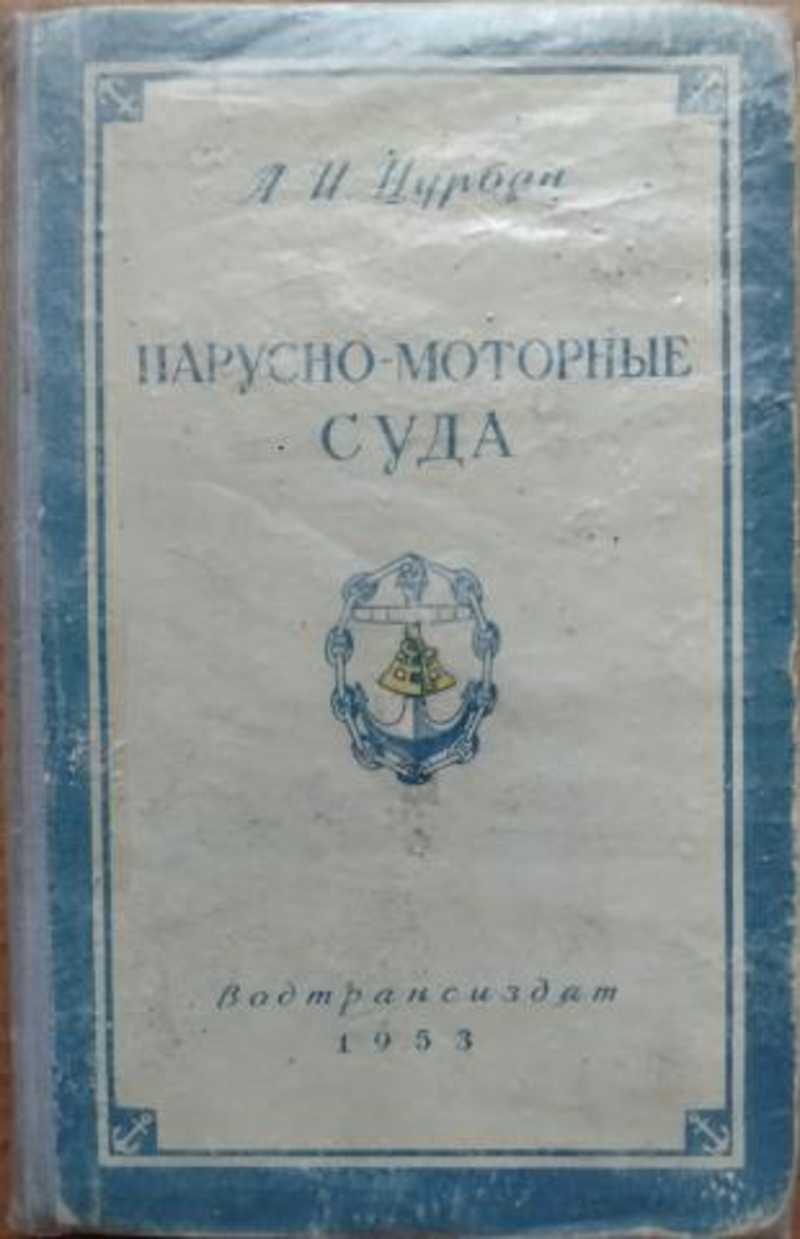 А. И. Цурбан
ПАРУСНО-МОТОРНЫЕ
СУДА
Водтрансиздат
1953